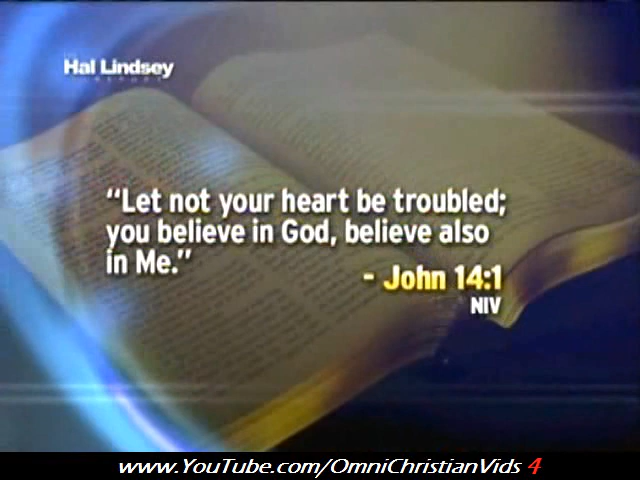 Hal Lindsey
REPORT
“Let not your heart be troubled;
you believe in God, believe also
in Me.”
- John 14:1
NIV
www.YouTube.com/OmniChristianVids 4